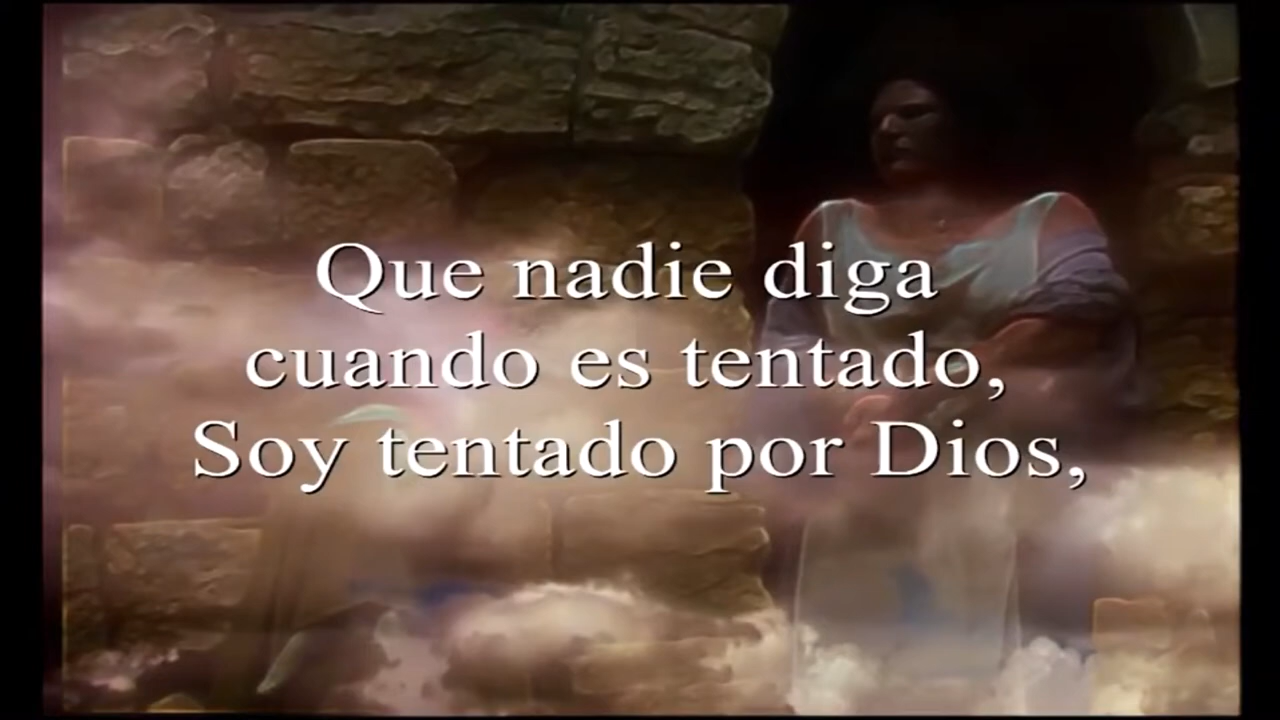 Que nadie diga
cuando es tentado,
Soy tentado por Dios,